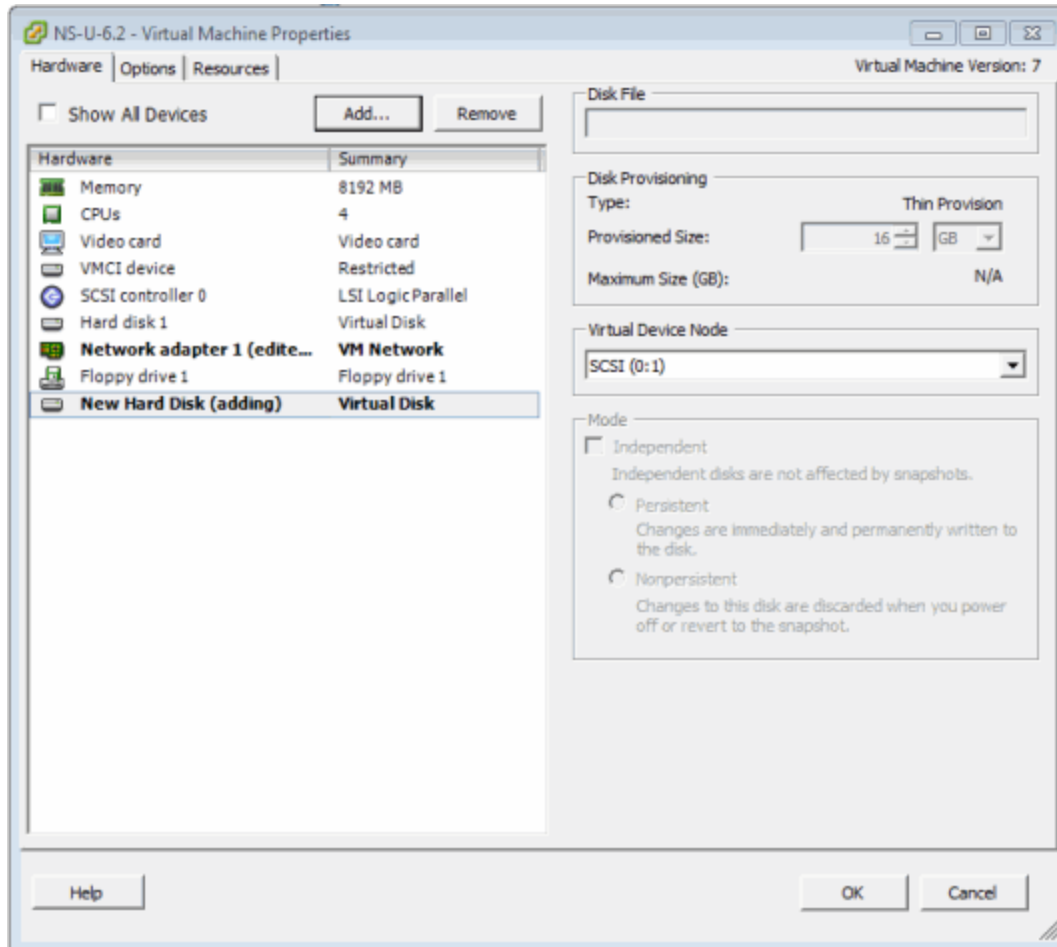 NS-U-6.2 - Virtual Machine Properties
Hardware Options Resources Virtual Machine Version: 7
Show All Devices Add... Remove
Hardware Summary
Memory 8192 MB
CPUs 4
Video card Video card
VMCI device Restricted
SCSI controller 0 LSI Logic Parallel
Hard disk 1 Virtual Disk
Network adapter 1 (edite... VM Network
Floppy drive 1 Floppy drive 1
New Hard Disk (adding) Virtual Disk
Disk File
Disk Provisioning
Type: Thin Provision
Provisioned Size: 16 GB
Maximum Size (GB): N/A
Virtual Device Node
SCSI (0:1)
Mode
Independent
Independent disks are not affected by snapshots.
Persistent
Changes are immediately and permanently written to
the disk.
Nonpersistent
Changes to this disk are discarded when you power
off or revert to the snapshot.
Help OK Cancel